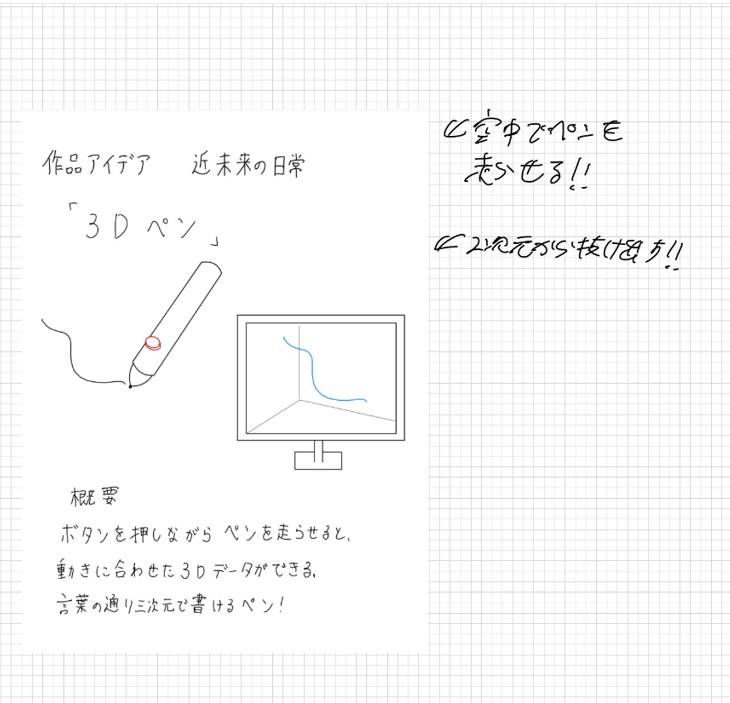 作品アイデア 近未来の日常
「3D ペン」
概要
ボタンを押しながら ペンを走らせると、
動きに合わせた3Dデータができる。
言葉の通り三次元で書けるペン!
空中でペンを
走らせる!!
2次元から抜け出す!!